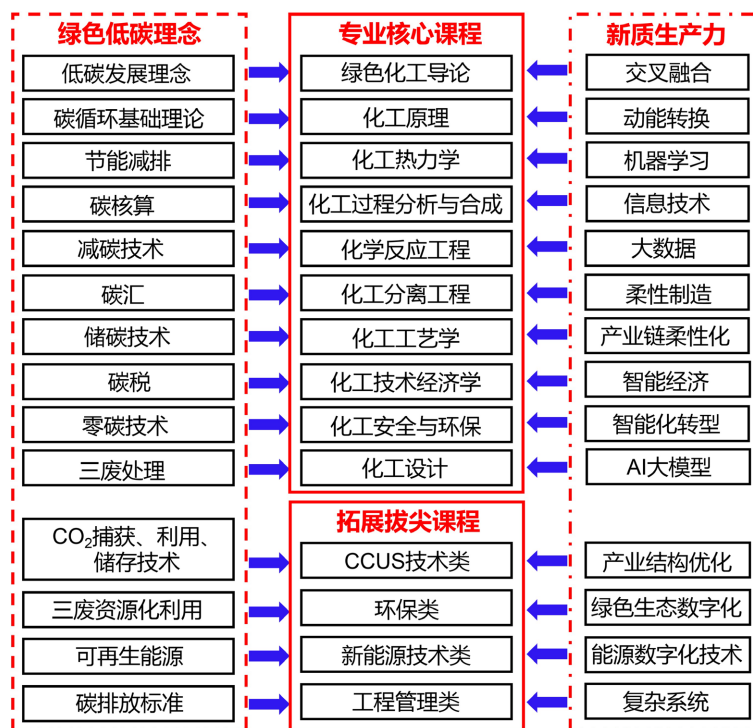 绿色低碳理念
专业核心课程
新质生产力
低碳发展理念
绿色化工导论
交叉融合
碳循环基础理论
化工原理
动能转换
节能减排
化工热力学
机器学习
碳核算
化工过程分析与合成
信息技术
减碳技术
化学反应工程
大数据
碳汇
化工分离工程
柔性制造
储碳技术
化工工艺学
产业链柔性化
碳税
化工技术经济学
智能经济
零碳技术
化工安全与环保
智能化转型
三废处理
化工设计
AI大模型
拓展拔尖课程
CO₂捕获、利用、
储存技术
CCUS技术类
产业结构优化
三废资源化利用
环保类
绿色生态数字化
可再生能源
新能源技术类
能源数字化技术
碳排放标准
工程管理类
复杂系统